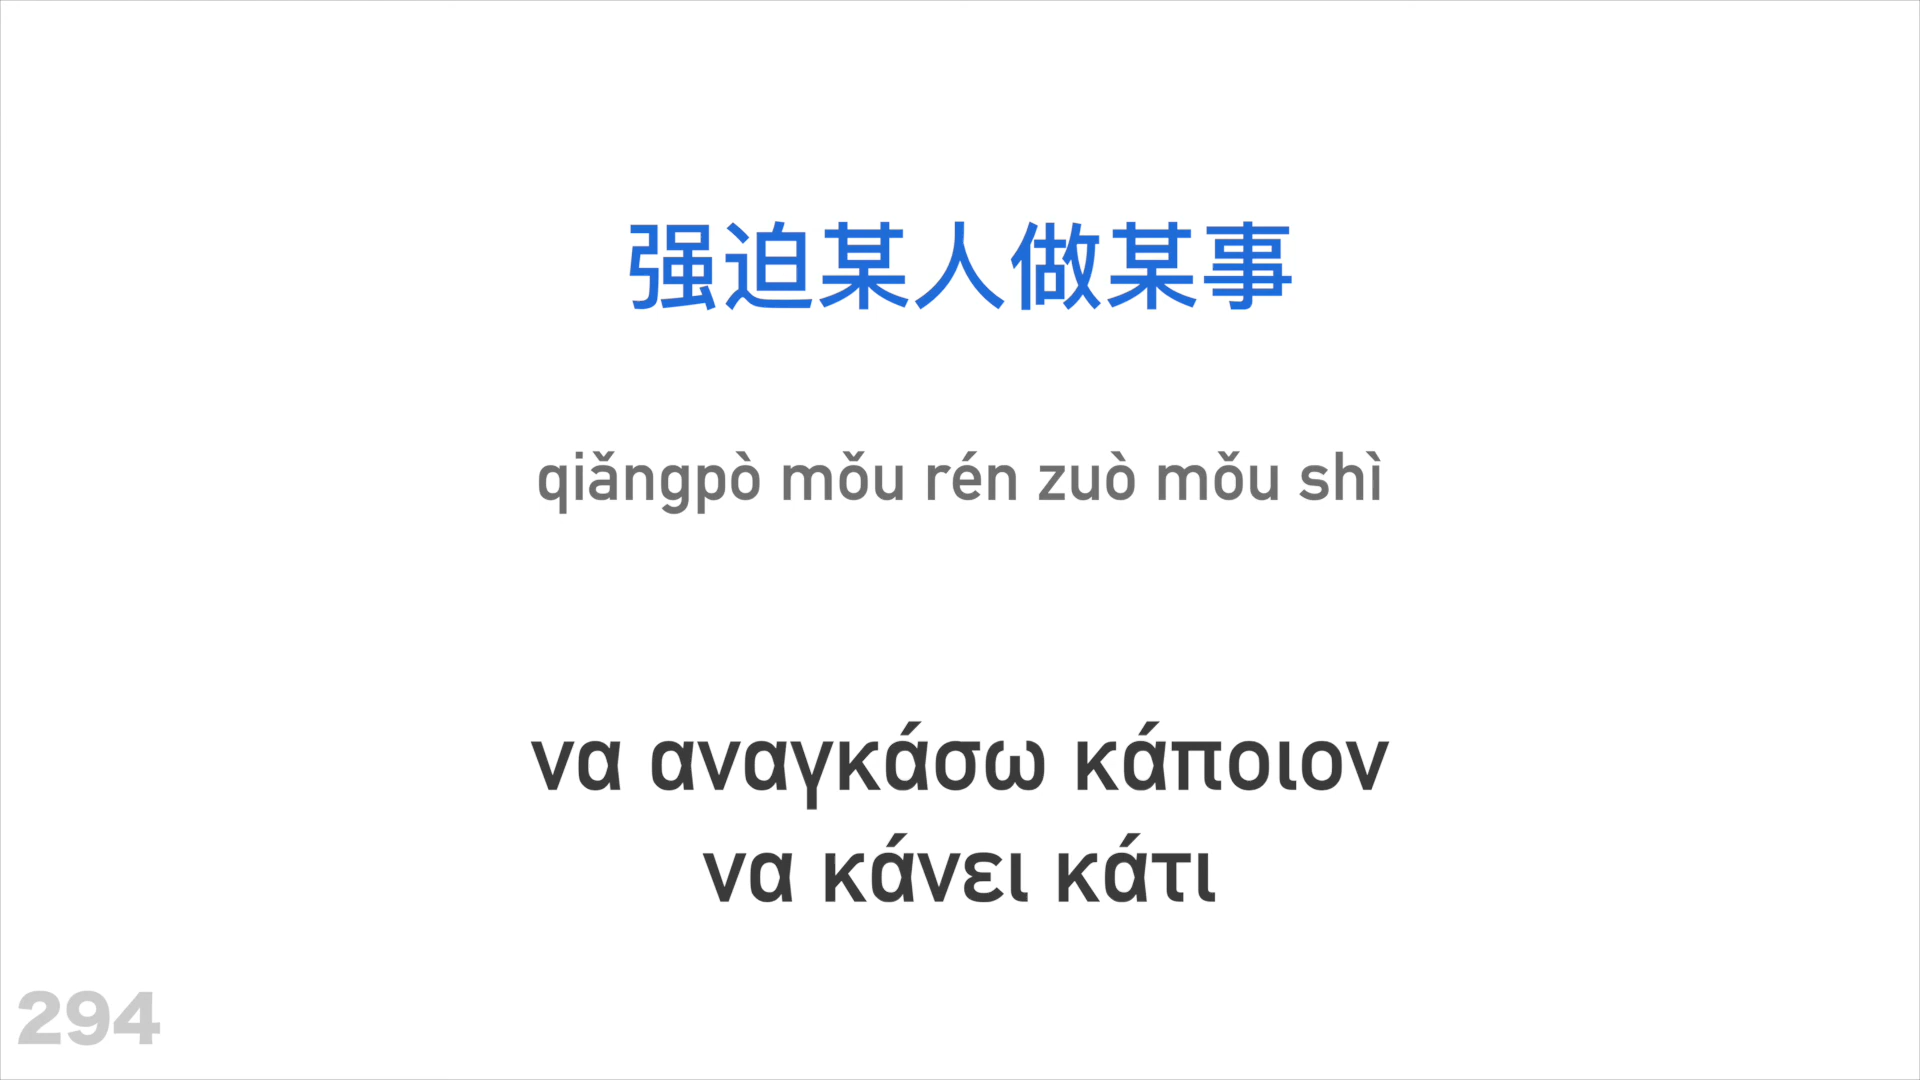 强迫某人做某事
qiǎngpò mǒu rén zuò mǒu shì
να αναγκάσω κάποιον
να κάνει κάτι
294